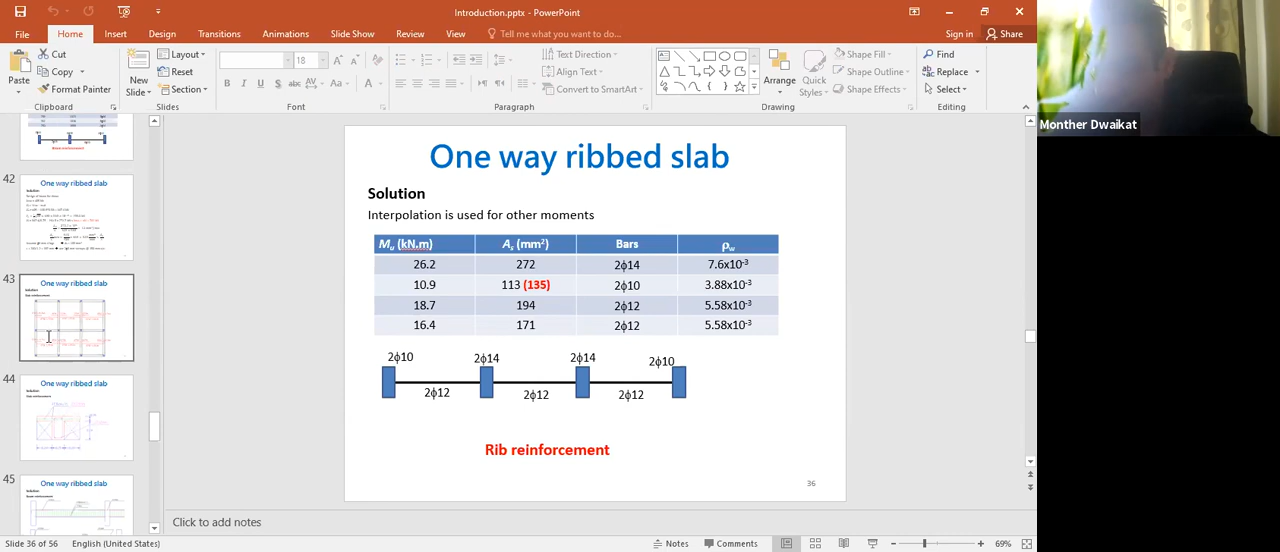 Introduction.pptx - PowerPoint
File Home Insert Design Transitions Animations Slide Show Review View Tell me what you want to do... Sign in Share
Paste Cut Copy Format Painter
Clipboard
New Slide Layout Reset Section
Slides
18
B I U S abc AV Aa A
Font
Text Direction Align Text Convert to SmartArt
Paragraph
Arrange Quick Styles Shape Fill Shape Outline Shape Effects
Drawing
Find Replace Select
Editing
Monther Dwaikat
42
One way ribbed slab
43
One way ribbed slab
44
One way ribbed slab
45
One way ribbed slab
One way ribbed slab
Solution
Interpolation is used for other moments
Mu (kN.m) As (mm²) Bars ρw
26.2 272 2ϕ14 7.6x10⁻³
10.9 113 (135) 2ϕ10 3.88x10⁻³
18.7 194 2ϕ12 5.58x10⁻³
16.4 171 2ϕ12 5.58x10⁻³
2ϕ10 2ϕ14 2ϕ14 2ϕ10
2ϕ12 2ϕ12 2ϕ12
Rib reinforcement
36
Click to add notes
Slide 36 of 56 English (United States) Notes Comments 69%